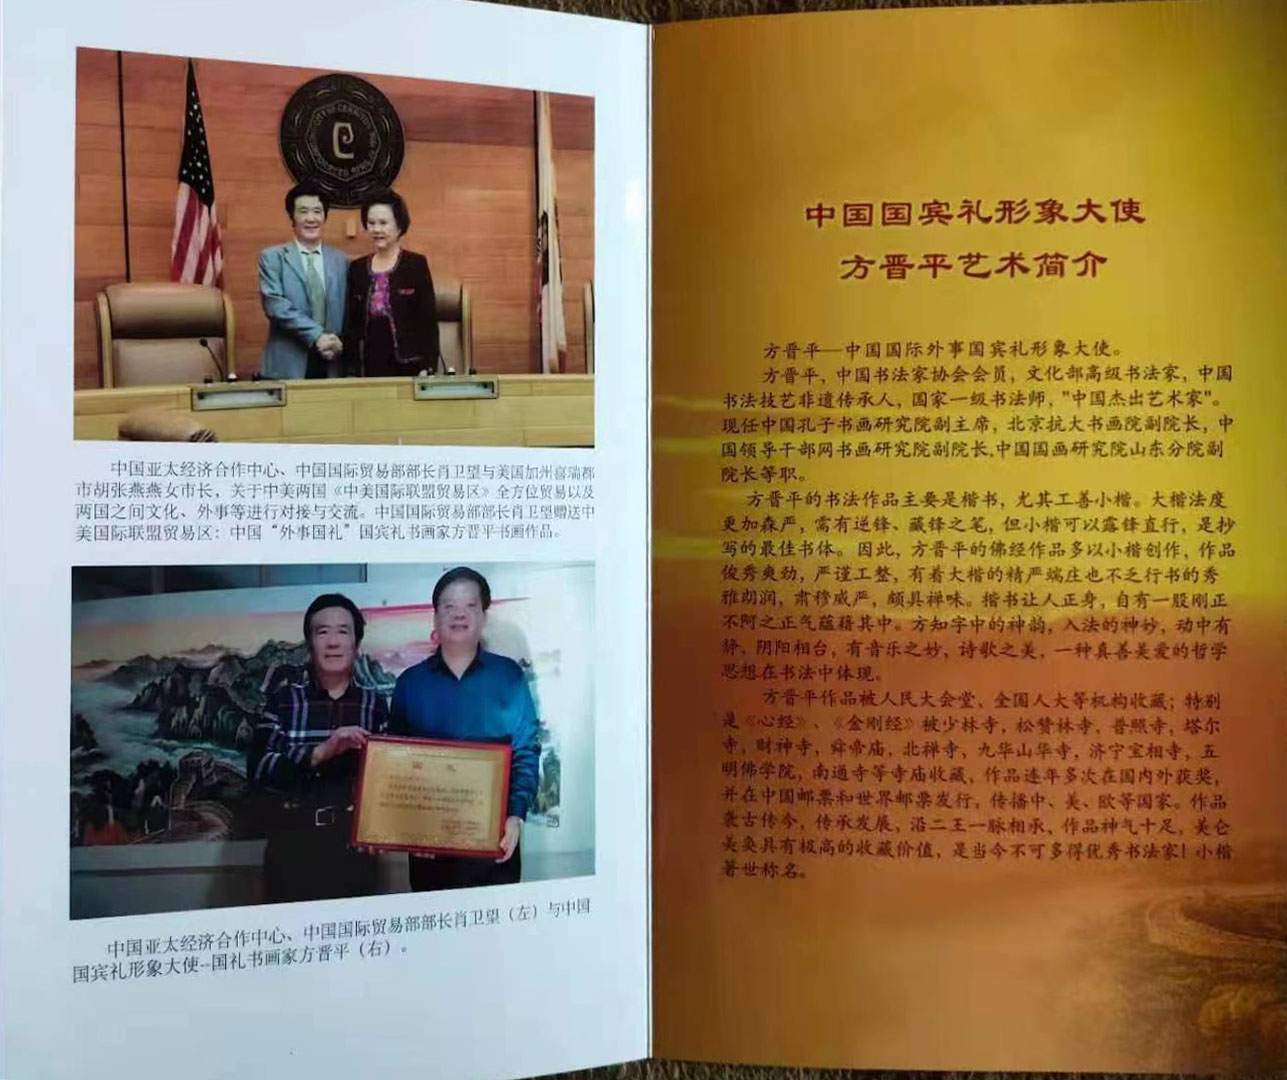 中国亚太经济合作中心、中国国际贸易部部长肖卫望与美国加州喜瑞都
市胡张燕燕女市长，关于中美两国《中美国际联盟贸易区》全方位贸易以及
两国之间文化、外事等进行对接与交流。中国国际贸易部部长肖卫望赠送中
美国际联盟贸易区：中国“外事国礼”国宾礼书画家方晋平书画作品。
中国亚太经济合作中心、中国国际贸易部部长肖卫望（左）与中国
国宾礼形象大使--国礼书画家方晋平（右）。
中国国宾礼形象大使
方晋平艺术简介
方晋平—中国国际外事国宾礼形象大使。
方晋平，中国书法家协会会员，文化部高级书法家，中国
书法技艺非遗传承人，国家一级书法师，"中国杰出艺术家"。
现任中国孔子书画研究院副主席，北京抗大书画院副院长，中
国领导干部网书画研究院副院长,中国国画研究院山东分院副
院长等职。
方晋平的书法作品主要是楷书，尤其工善小楷。大楷法度
更加森严，需有逆锋、藏锋之笔，但小楷可以露锋直行，是抄
写的最佳书体。因此，方晋平的佛经作品多以小楷创作，作品
俊秀爽劲，严谨工整，有着大楷的精严端庄也不乏行书的秀
雅朗润，肃穆威严，颇具禅味。楷书让人正身，自有一股刚正
不阿之正气蕴藉其中。方知字中的神韵，入法的神妙，动中有
静，阴阳相合，有音乐之妙，诗歌之美，一种真善美爱的哲学
思想在书法中体现。
方晋平作品被人民大会堂，全国人大等机构收藏；特别
是《心经》、《金刚经》被少林寺，松赞林寺，普照寺，塔尔
寺，财神寺，舜帝庙，北禅寺，九华山华寺，济宁宝相寺，五
明佛学院，南通寺等寺庙收藏，作品连年多次在国内外获奖，
并在中国邮票和世界邮票发行，传播中、美、欧等国家。作品
袭古传今，传承发展，沿二王一脉相承，作品神气十足，美仑
美奂具有极高的收藏价值，是当今不可多得优秀书法家！小楷
著世称名。